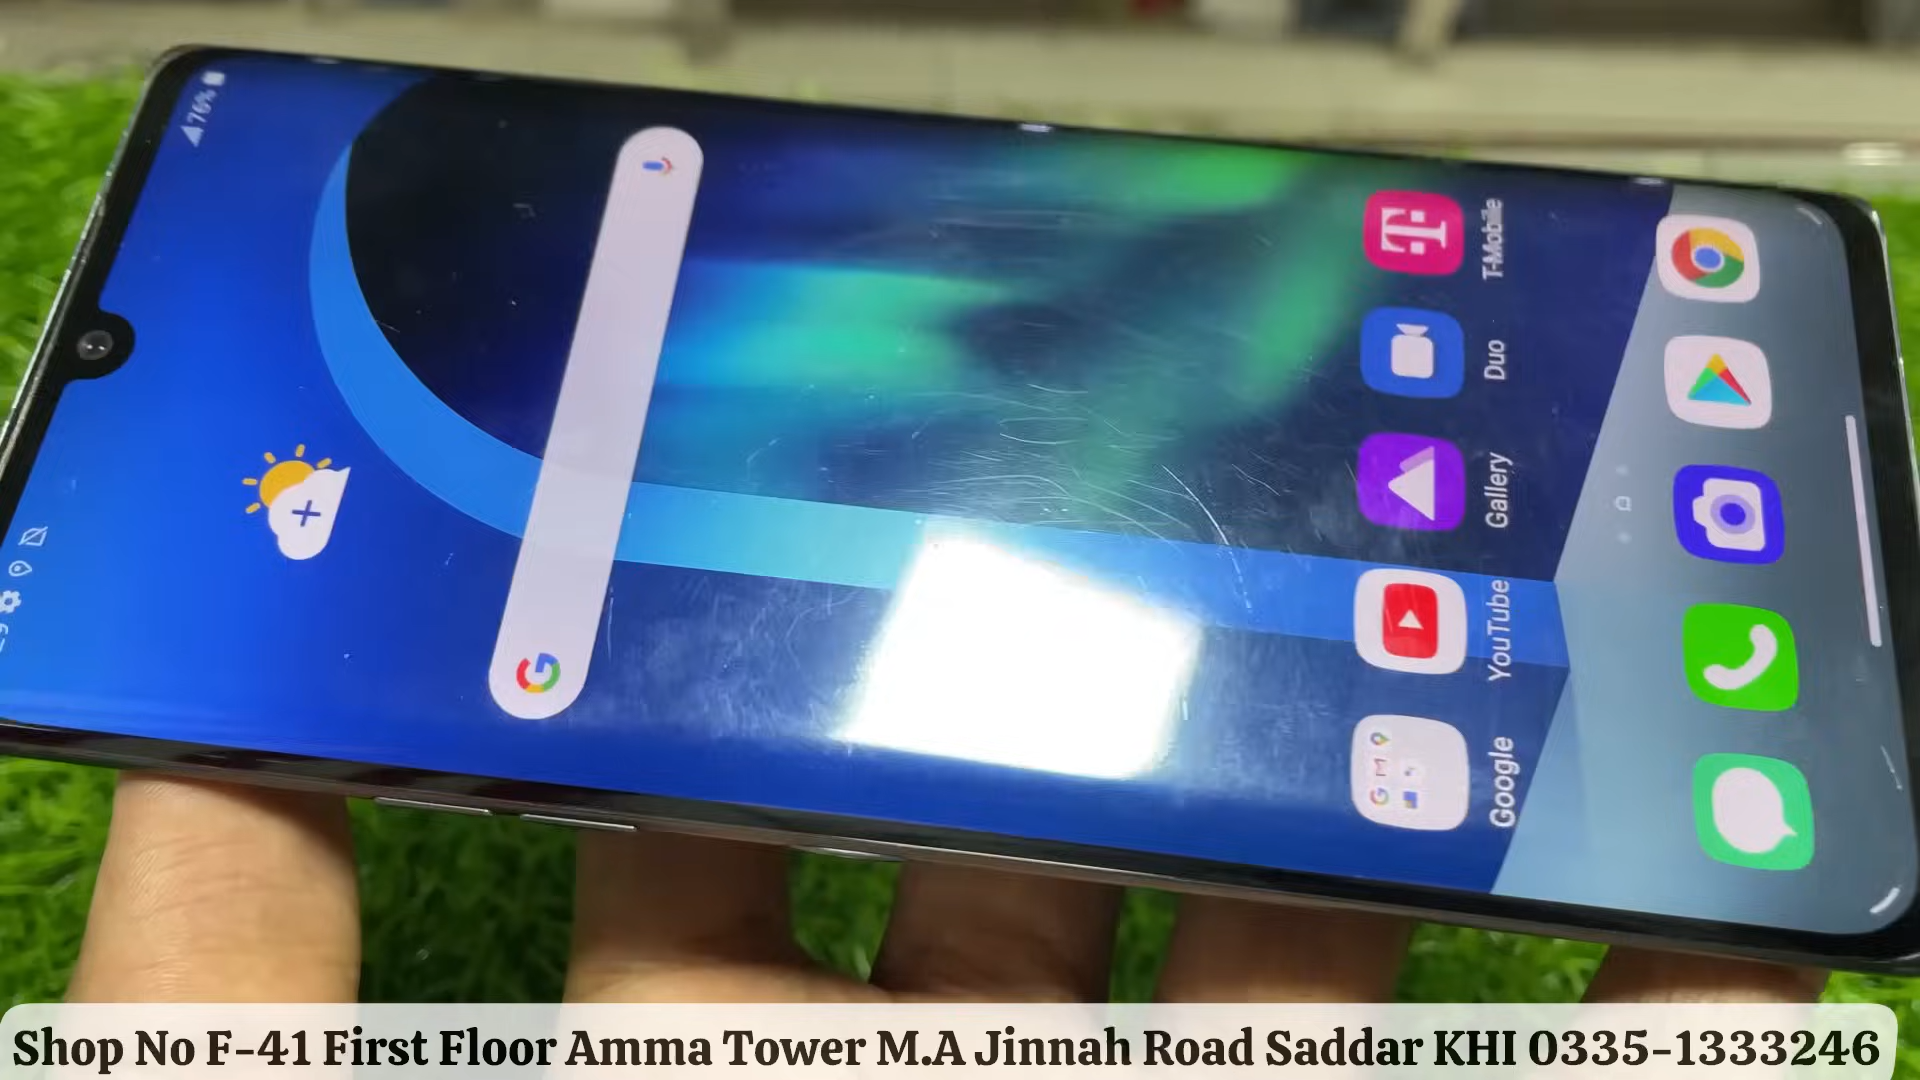 76%
T-Mobile
Duo
Gallery
YouTube
Google
Shop No F-41 First Floor Amma Tower M.A Jinnah Road Saddar KHI 0335-1333246